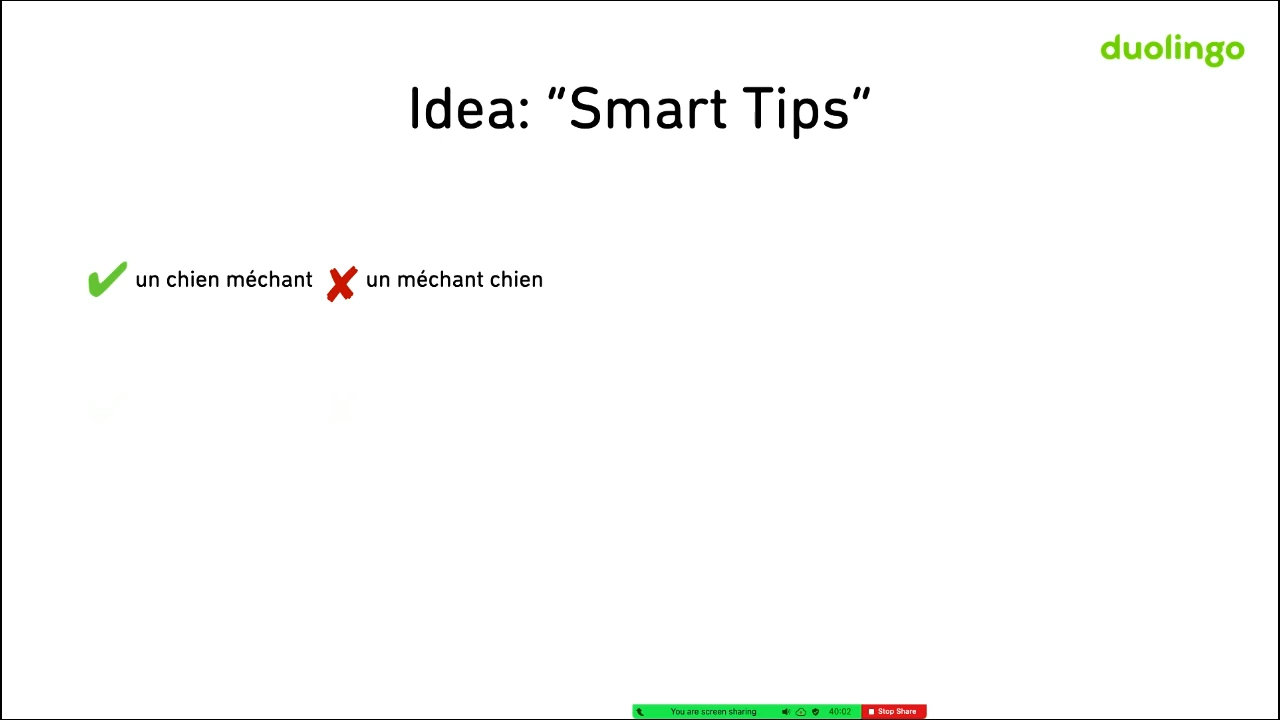 duolingo
Idea: "Smart Tips"
✔ un chien méchant ✘ un méchant chien
You are screen sharing 40:02 Stop Share